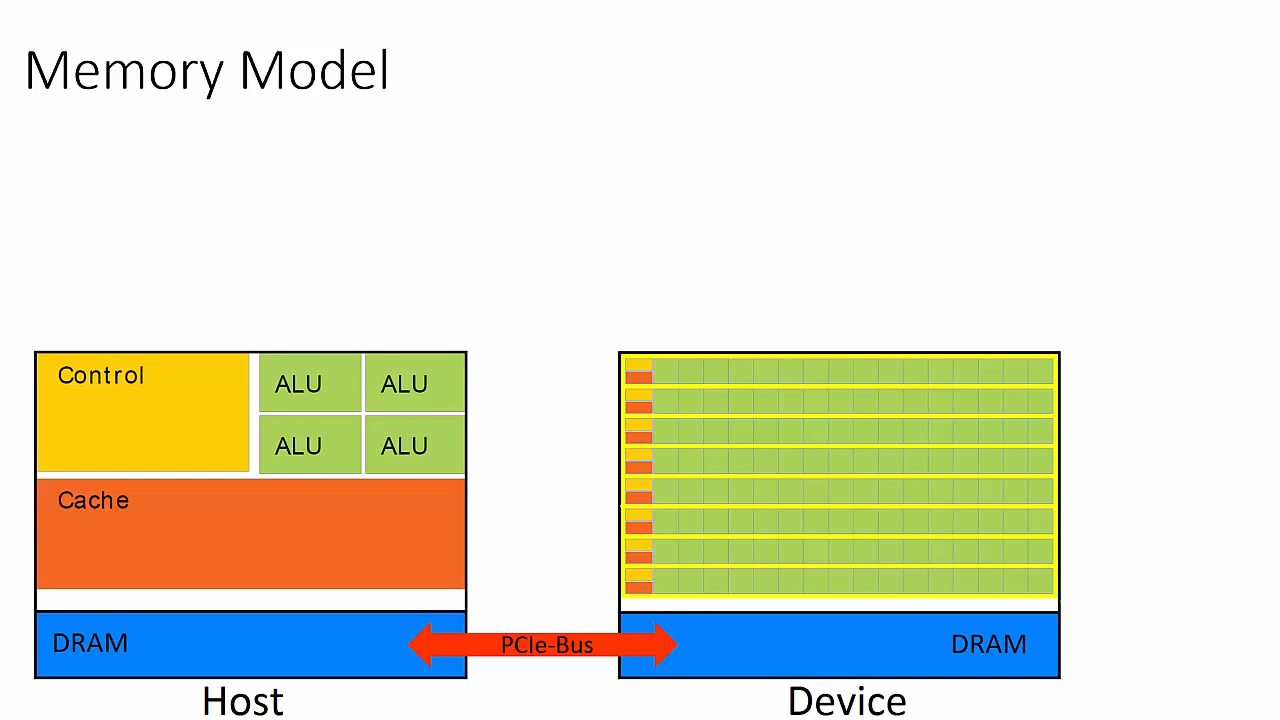 Memory Model
Control
ALU
ALU
ALU
ALU
Cache
DRAM
PCIe-Bus
DRAM
Host
Device